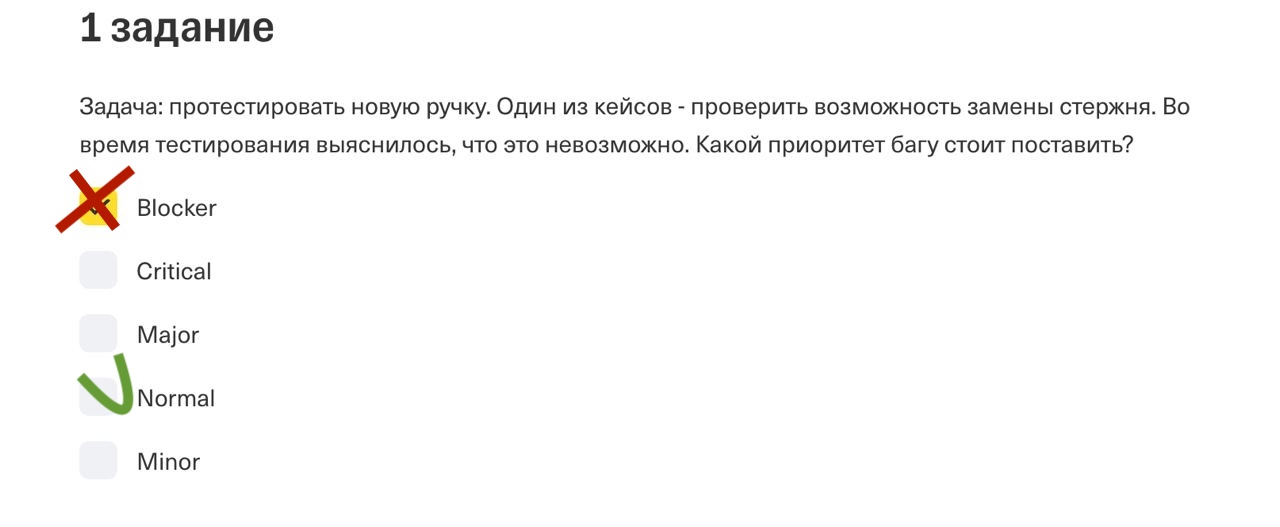 1 задание
Задача: протестировать новую ручку. Один из кейсов - проверить возможность замены стержня. Во
время тестирования выяснилось, что это невозможно. Какой приоритет багу стоит поставить?
Blocker
Critical
Major
Normal
Minor